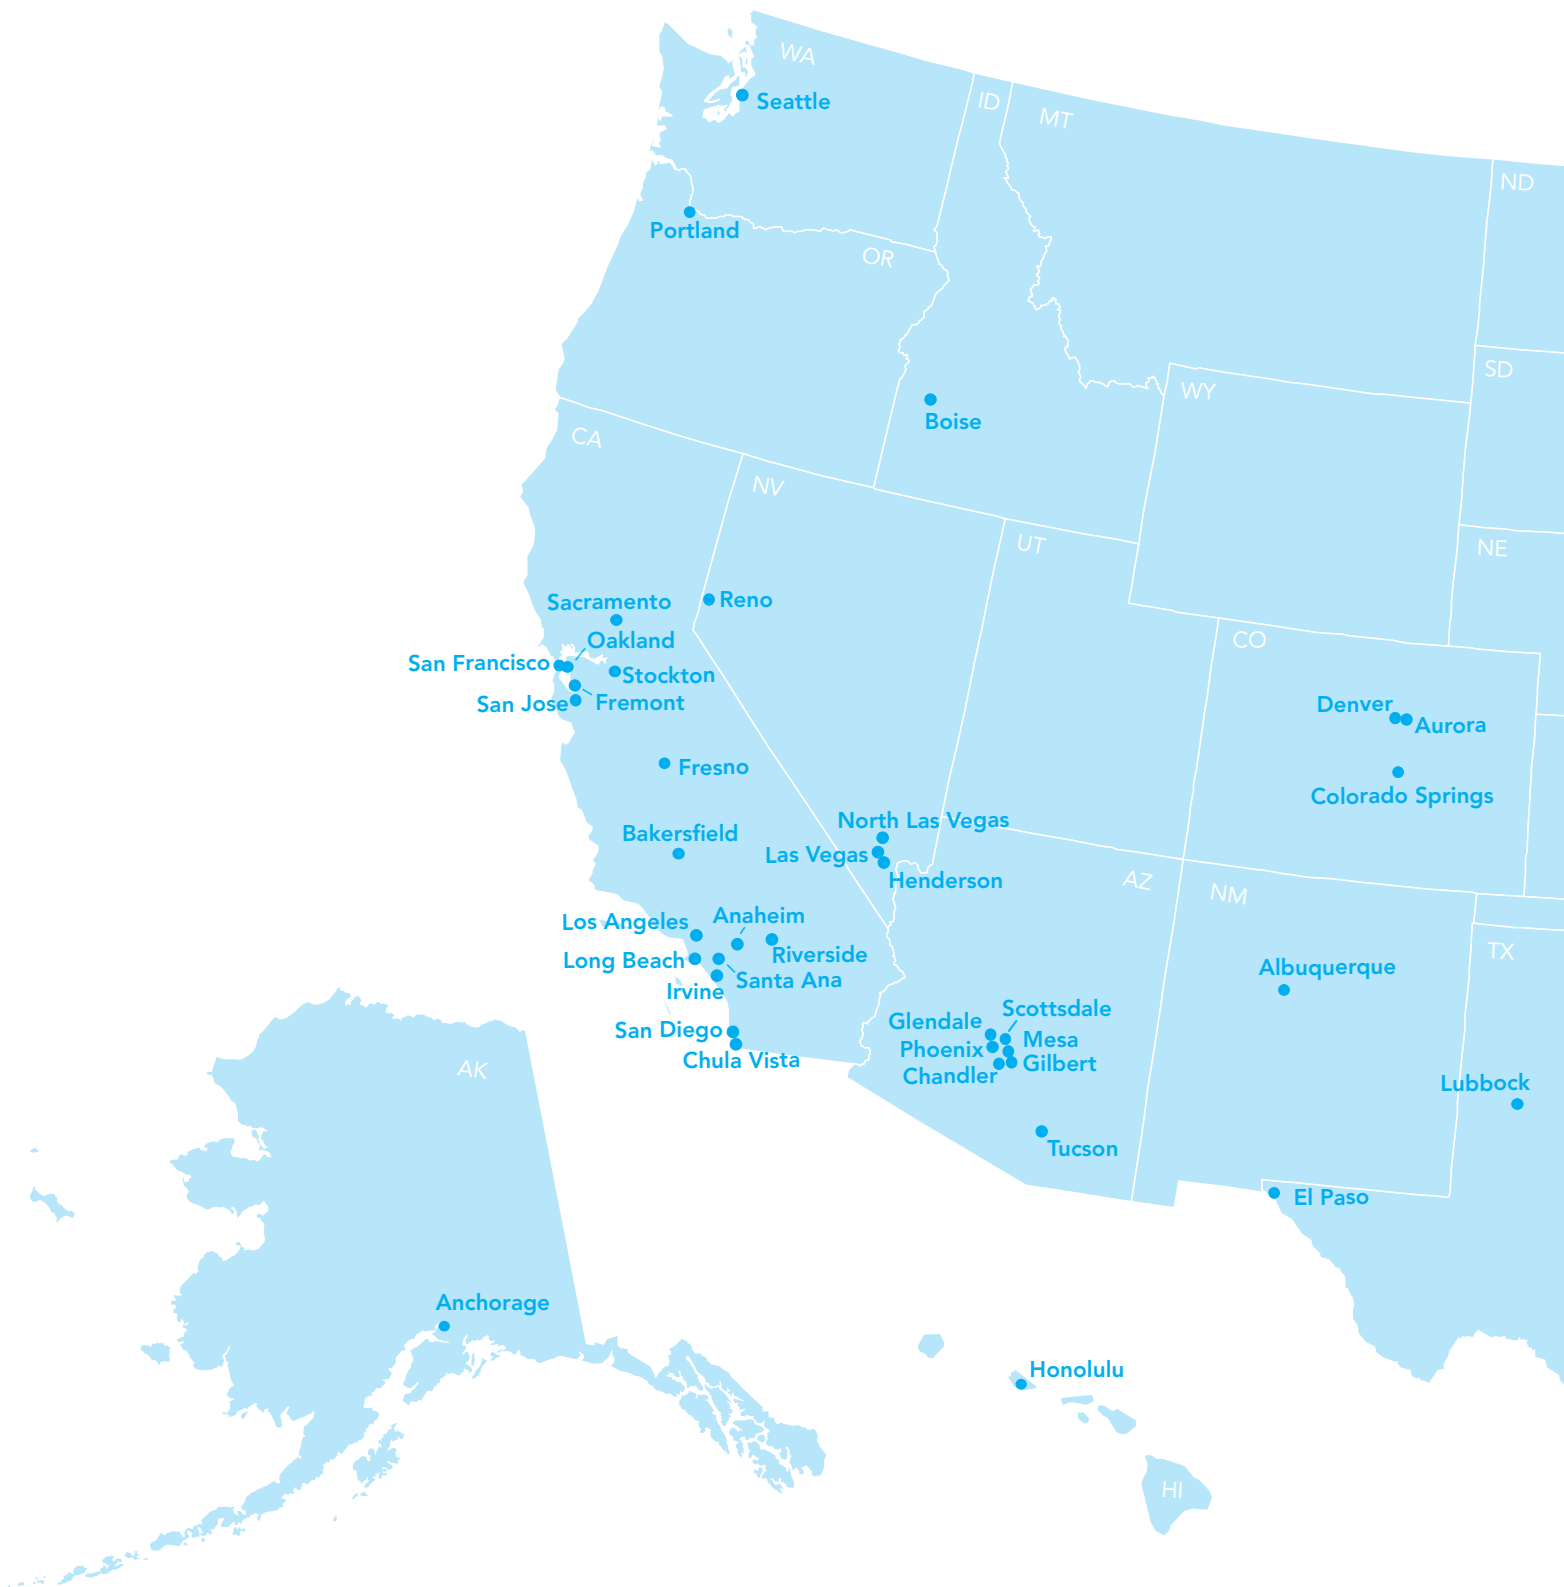 WA
Seattle
ID
MT
ND
Portland
OR
SD
WY
Boise
CA
NV
UT
NE
Sacramento
Reno
Oakland
CO
San Francisco
Stockton
San Jose
Fremont
Denver
Aurora
Fresno
Colorado Springs
North Las Vegas
Bakersfield
Las Vegas
Henderson
AZ
NM
Los Angeles
Anaheim
Riverside
TX
Long Beach
Santa Ana
Albuquerque
Irvine
Scottsdale
Glendale
San Diego
Mesa
Phoenix
Chula Vista
Gilbert
Chandler
AK
Lubbock
Tucson
El Paso
Anchorage
Honolulu
HI